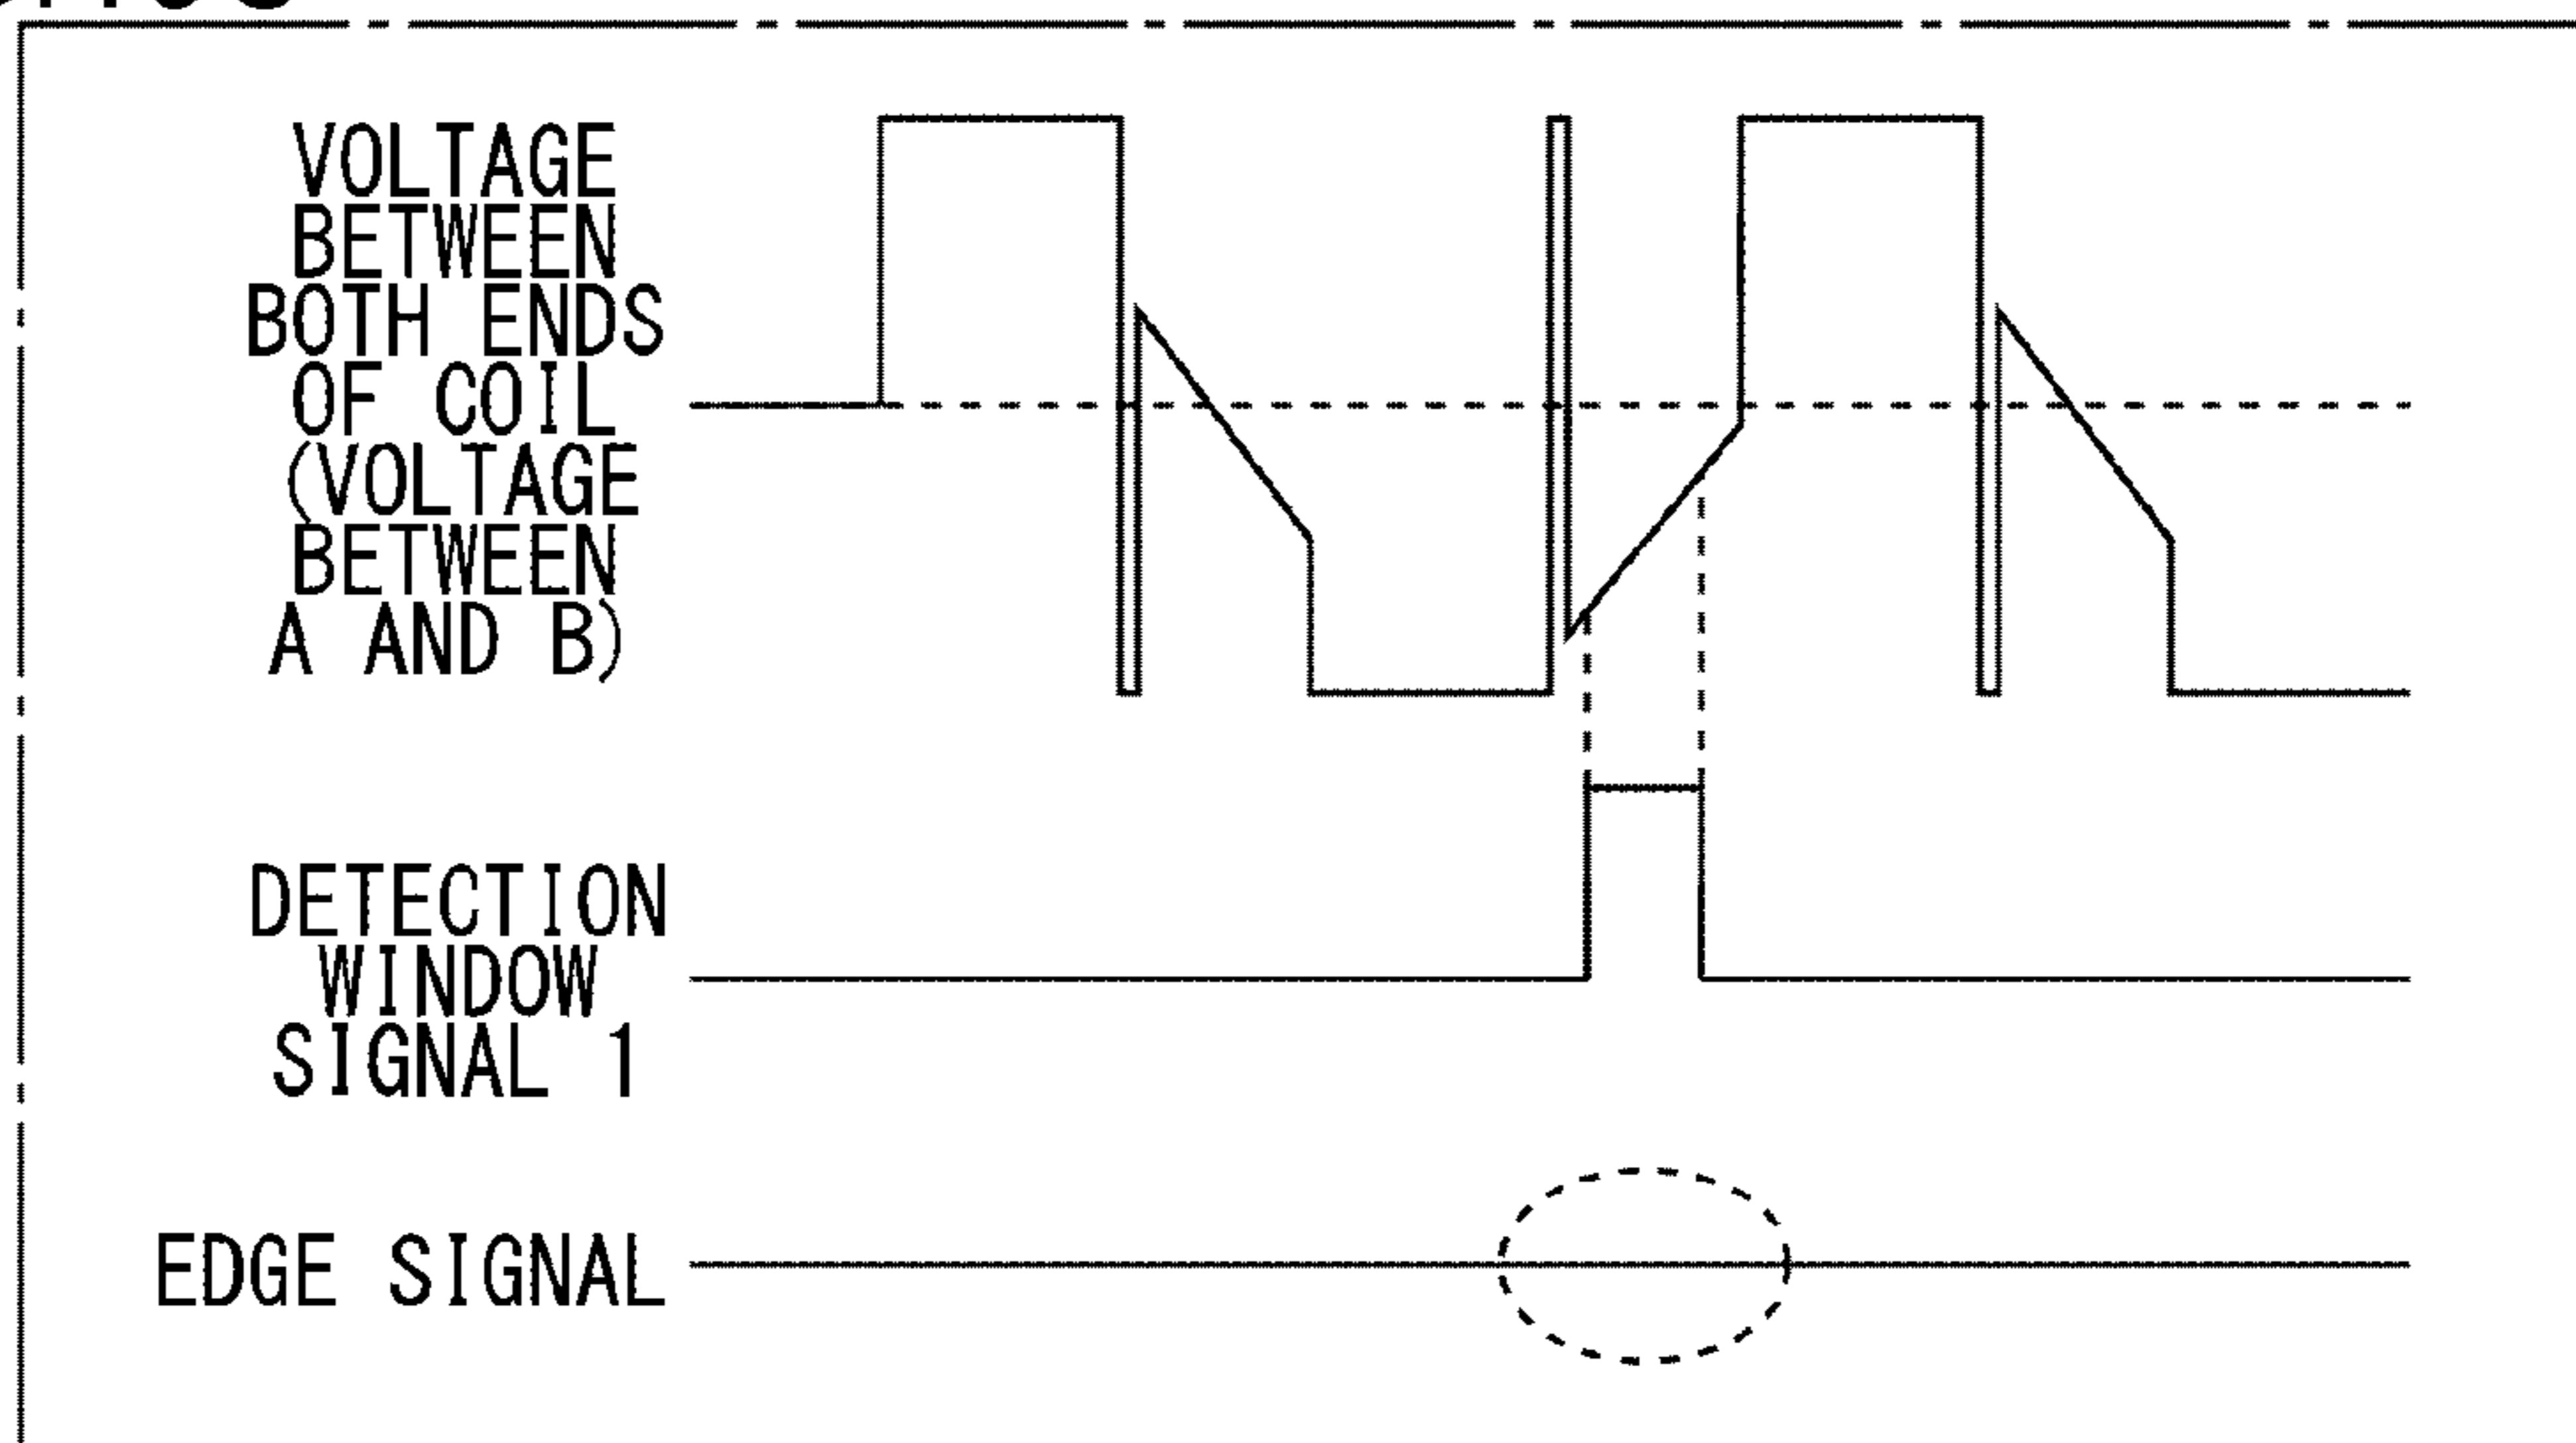 VOLTAGE
BETWEEN
BOTH ENDS
OF COIL
(VOLTAGE
BETWEEN
A AND B)
DETECTION
WINDOW
SIGNAL 1
EDGE SIGNAL